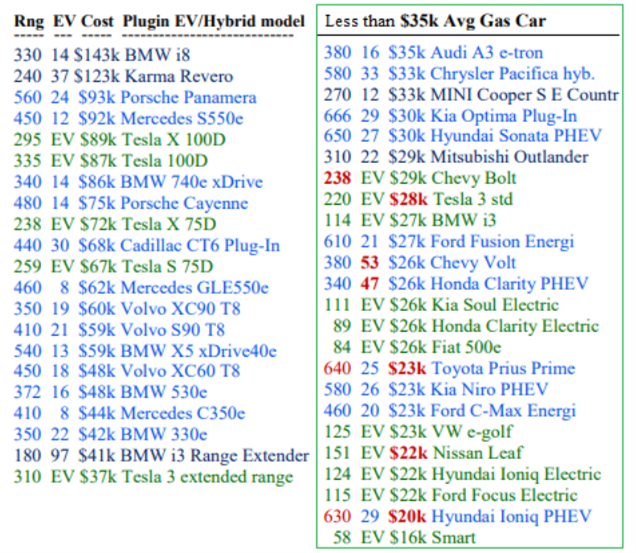 Rng EV Cost Plugin EV/Hybrid model
----- --- ----- ---------------------------
330 14 $143k BMW i8
240 37 $123k Karma Revero
560 24 $93k Porsche Panamera
450 12 $92k Mercedes S550e
295 EV $89k Tesla X 100D
335 EV $87k Tesla 100D
340 14 $86k BMW 740e xDrive
480 14 $75k Porsche Cayenne
238 EV $72k Tesla X 75D
440 30 $68k Cadillac CT6 Plug-In
259 EV $67k Tesla S 75D
460 8 $62k Mercedes GLE550e
350 19 $60k Volvo XC90 T8
410 21 $59k Volvo S90 T8
540 13 $59k BMW X5 xDrive40e
450 18 $48k Volvo XC60 T8
372 16 $48k BMW 530e
410 8 $44k Mercedes C350e
350 22 $42k BMW 330e
180 97 $41k BMW i3 Range Extender
310 EV $37k Tesla 3 extended range
Less than $35k Avg Gas Car
----- --- ----- ---------------------------
380 16 $35k Audi A3 e-tron
580 33 $33k Chrysler Pacifica hyb.
270 12 $33k MINI Cooper S E Countr
666 29 $30k Kia Optima Plug-In
650 27 $30k Hyundai Sonata PHEV
310 22 $29k Mitsubishi Outlander
238 EV $29k Chevy Bolt
220 EV $28k Tesla 3 std
114 EV $27k BMW i3
610 21 $27k Ford Fusion Energi
380 53 $26k Chevy Volt
340 47 $26k Honda Clarity PHEV
111 EV $26k Kia Soul Electric
89 EV $26k Honda Clarity Electric
84 EV $26k Fiat 500e
640 25 $23k Toyota Prius Prime
580 26 $23k Kia Niro PHEV
460 20 $23k Ford C-Max Energi
125 EV $23k VW e-golf
151 EV $22k Nissan Leaf
124 EV $22k Hyundai Ioniq Electric
115 EV $22k Ford Focus Electric
630 29 $20k Hyundai Ioniq PHEV
58 EV $16k Smart